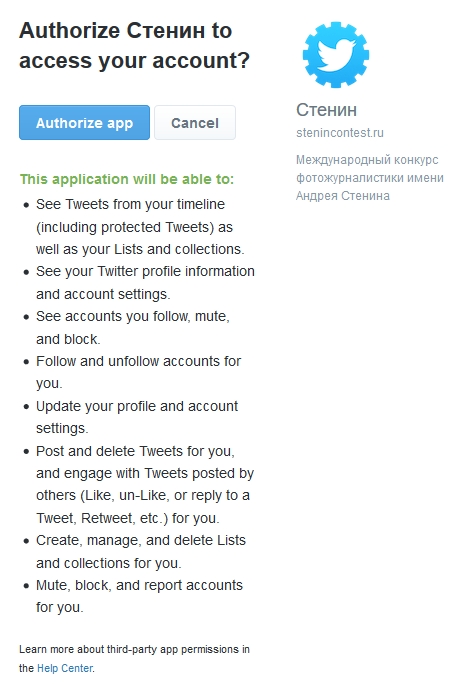 Authorize Стенин to
access your account?
Authorize app
Cancel
This application will be able to:
See Tweets from your timeline
(including protected Tweets) as
well as your Lists and collections.
See your Twitter profile information
and account settings.
See accounts you follow, mute,
and block.
Follow and unfollow accounts for
you.
Update your profile and account
settings.
Post and delete Tweets for you,
and engage with Tweets posted by
others (Like, un-Like, or reply to a
Tweet, Retweet, etc.) for you.
Create, manage, and delete Lists
and collections for you.
Mute, block, and report accounts
for you.
Learn more about third-party app permissions in
the Help Center.
Стенин
stenincontest.ru
Международный конкурс
фотожурналистики имени
Андрея Стенина